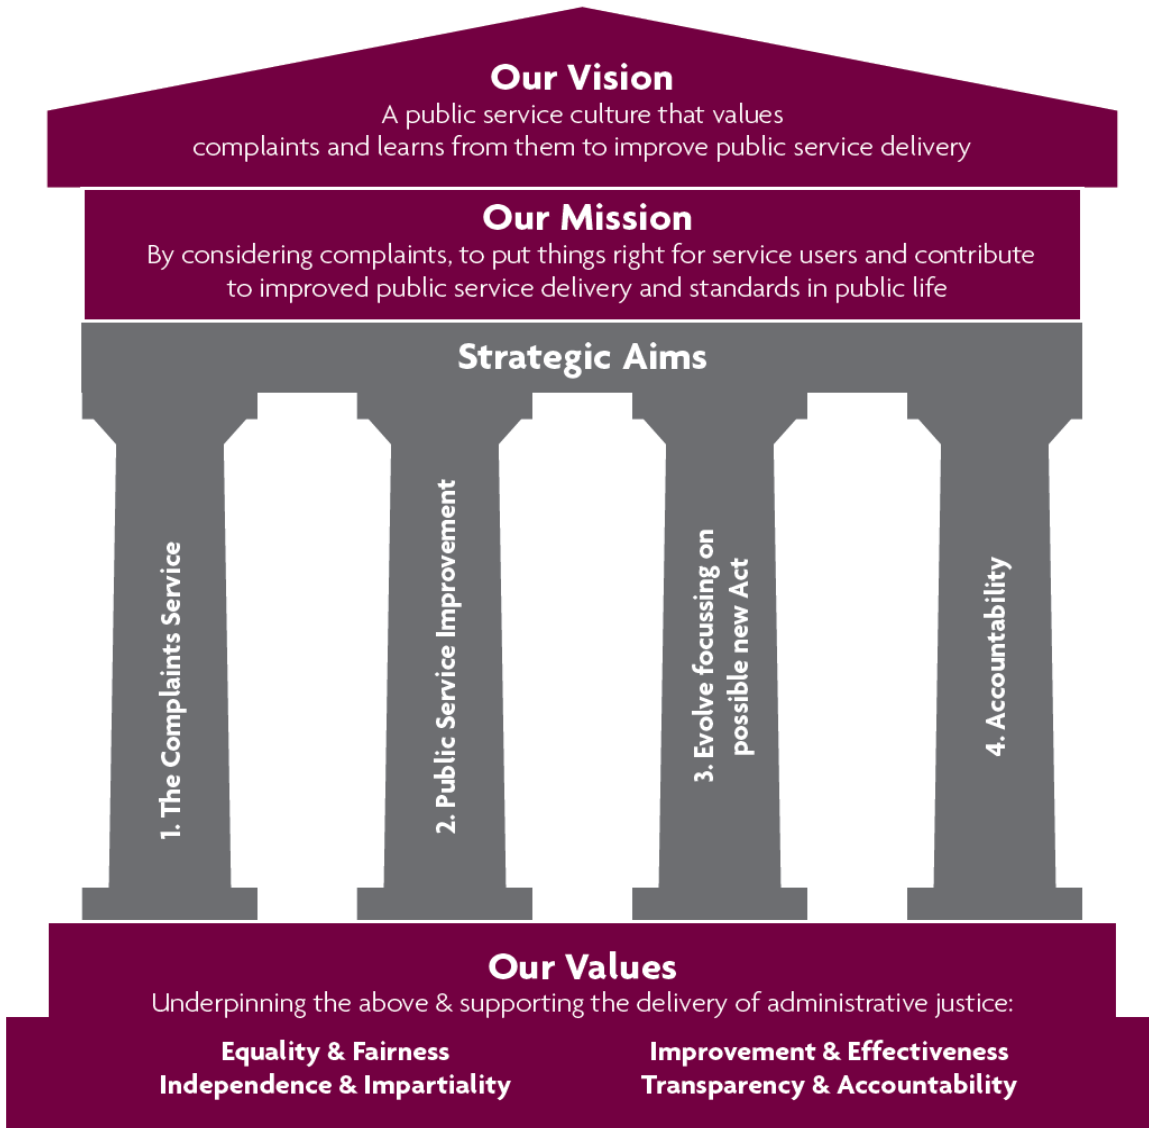 Our Vision
A public service culture that values
complaints and learns from them to improve public service delivery
Our Mission
By considering complaints, to put things right for service users and contribute
to improved public service delivery and standards in public life
Strategic Aims
1. The Complaints Service
2. Public Service Improvement
3. Evolve focussing on
possible new Act
4. Accountability
Our Values
Underpinning the above & supporting the delivery of administrative justice:
Equality & Fairness
Independence & Impartiality
Improvement & Effectiveness
Transparency & Accountability